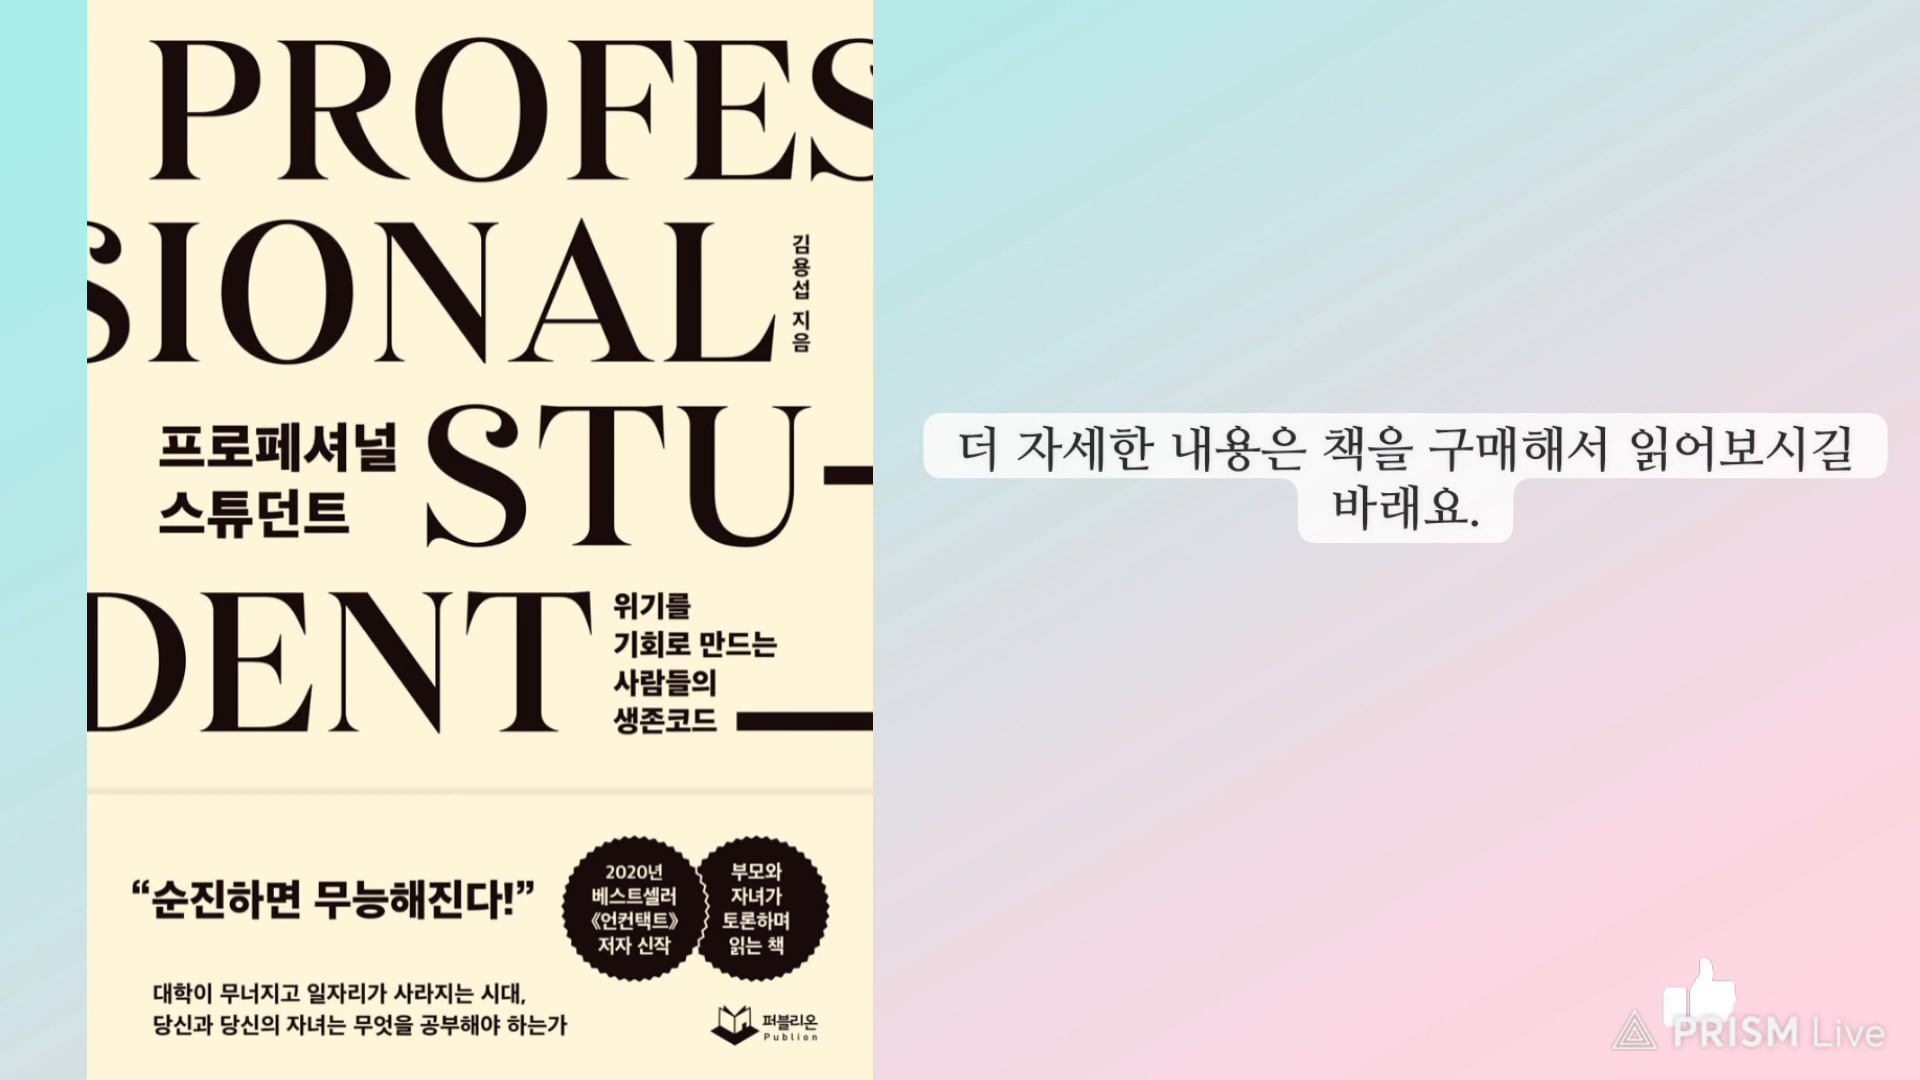 PROFES
SIONAL
김용섭 지음
프로페셔널
스튜던트
STU-
DENT
위기를
기회로 만드는
사람들의
생존코드
“순진하면 무능해진다!”
2020년
베스트셀러
《언컨택트》
저자 신작
부모와
자녀가
토론하며
읽는 책
대학이 무너지고 일자리가 사라지는 시대,
당신과 당신의 자녀는 무엇을 공부해야 하는가
퍼블리온
Publion
더 자세한 내용은 책을 구매해서 읽어보시길
바래요.
PRISM Live